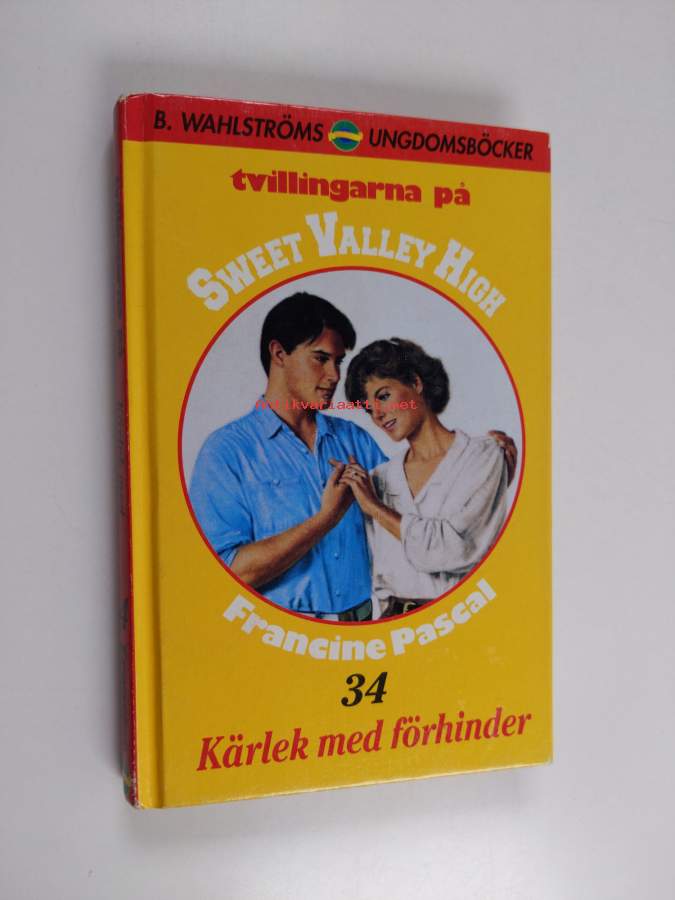 B. WAHLSTRÖMS UNGDOMSBÖCKER
tvillingarna på
SWEET VALLEY HIGH
antikvariaatti.net
Francine Pascal
34
Kärlek med förhinder